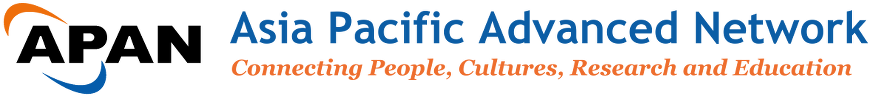 APAN
Asia Pacific Advanced Network
Connecting People, Cultures, Research and Education